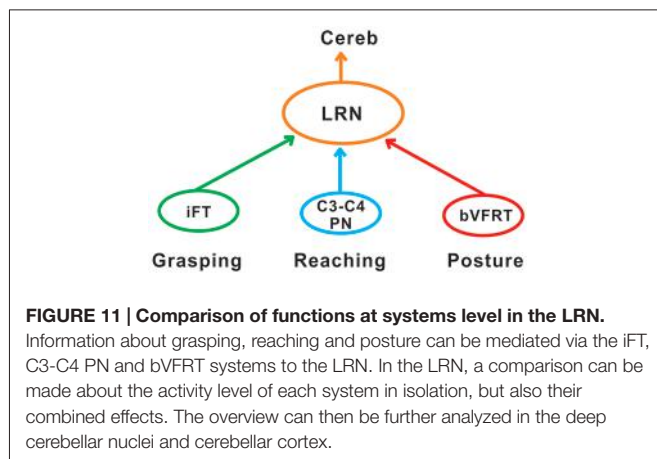 Cereb
LRN
iFT
C3-C4
PN
bVFRT
Grasping Reaching Posture
FIGURE 11 | Comparison of functions at systems level in the LRN.
Information about grasping, reaching and posture can be mediated via the iFT,
C3-C4 PN and bVFRT systems to the LRN. In the LRN, a comparison can be
made about the activity level of each system in isolation, but also their
combined effects. The overview can then be further analyzed in the deep
cerebellar nuclei and cerebellar cortex.